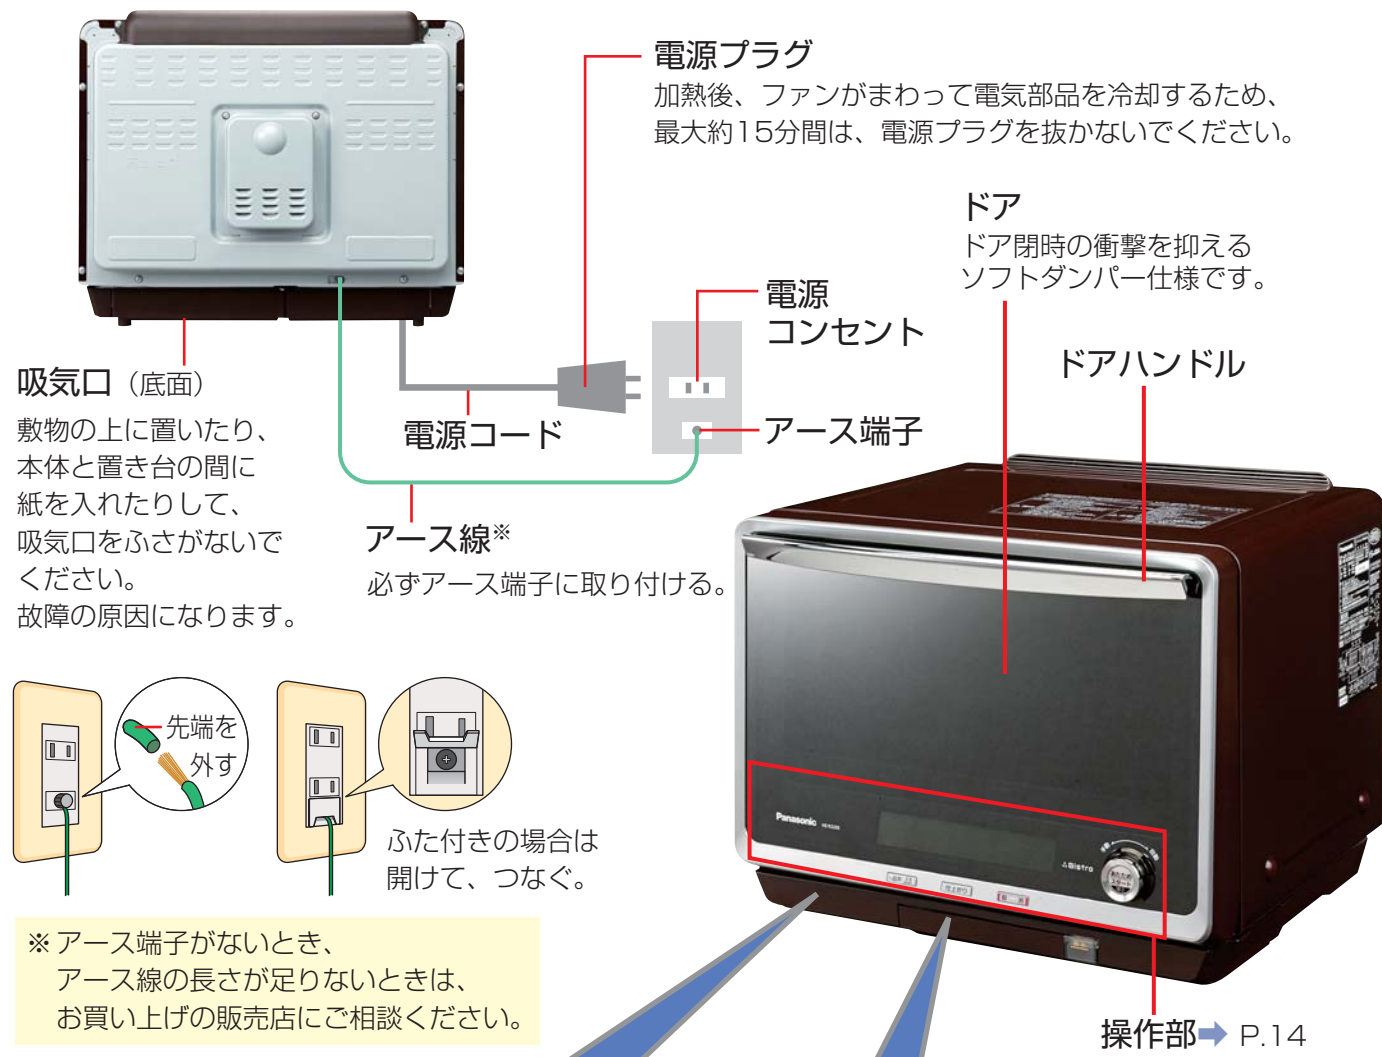 電源プラグ
加熱後、ファンがまわって電気部品を冷却するため、
最大約15分間は、電源プラグを抜かないでください。
ドア
ドア閉時の衝撃を抑える
ソフトダンパー仕様です。
電源
コンセント
ドアハンドル
吸気口（底面）
敷物の上に置いたり、
本体と置き台の間に
紙を入れたりして、
吸気口をふさがないで
ください。
故障の原因になります。
電源コード
アース端子
アース線※
必ずアース端子に取り付ける。
先端を
外す
ふた付きの場合は
開けて、つなぐ。
Panasonic
Bistro
あたため
スタート
※アース端子がないとき、
アース線の長さが足りないときは、
お買い上げの販売店にご相談ください。
操作部➡ P.14